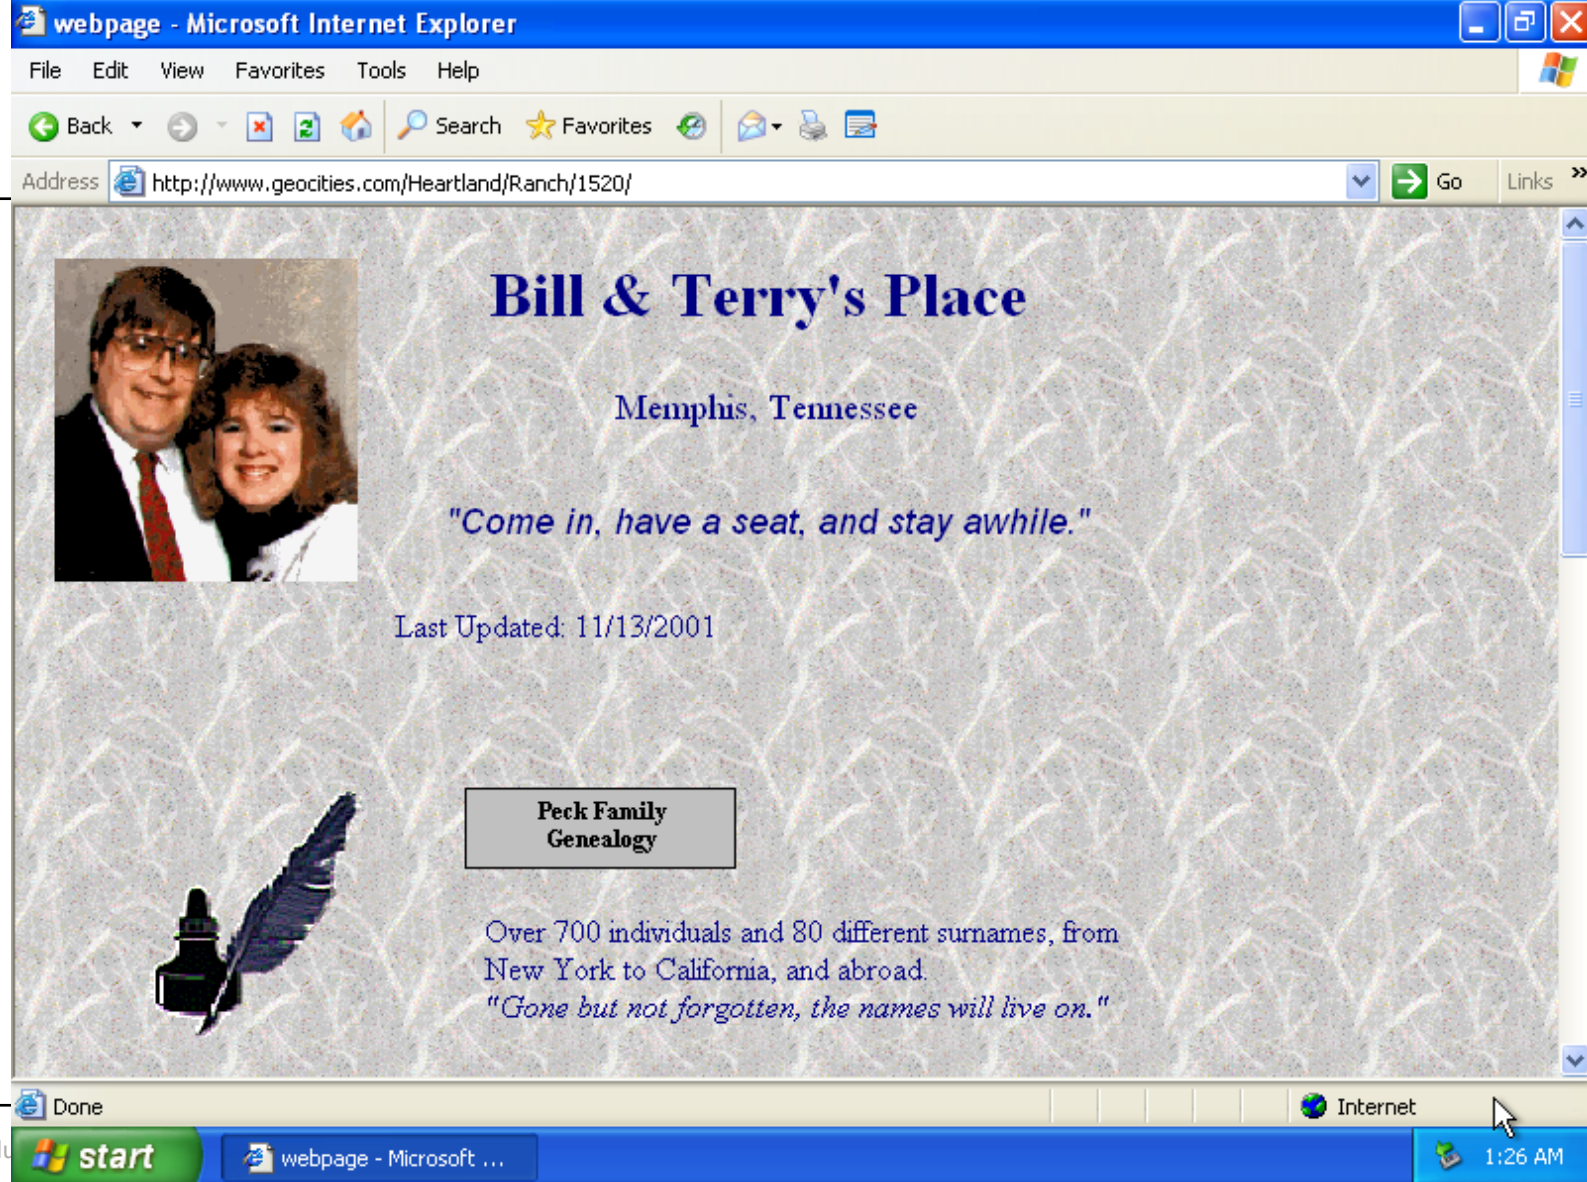 webpage - Microsoft Internet Explorer
File Edit View Favorites Tools Help
Back Search Favorites
Address http://www.geocities.com/Heartland/Ranch/1520/ Go Links »
Bill & Terry's Place
Memphis, Tennessee
"Come in, have a seat, and stay awhile."
Last Updated: 11/13/2001
Peck Family
Genealogy
Over 700 individuals and 80 different surnames, from
New York to California, and abroad.
"Gone but not forgotten, the names will live on."
Done Internet
start webpage - Microsoft ... 1:26 AM